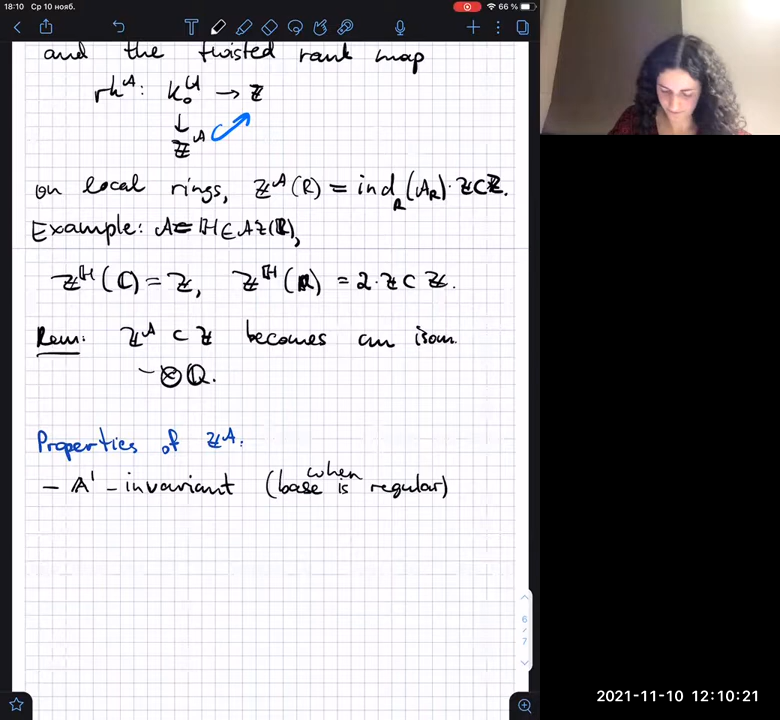 18:10 Ср 10 нояб.
66 %
and the twisted rank map
rk^A : K_0^A → Z
↓
Z^A
on local rings, Z^A(R) = ind_R(A_R)·Z ⊂ Z.
Example: A = H ∈ Az(R),
Z^H(C) = Z, Z^H(R) = 2·Z ⊂ Z.
Rem: Z^A ⊂ Z becomes an isom.
-⊗Q.
Properties of Z^A:
- A^1-invariant (base is when regular)
6
/
7
2021-11-10 12:10:21